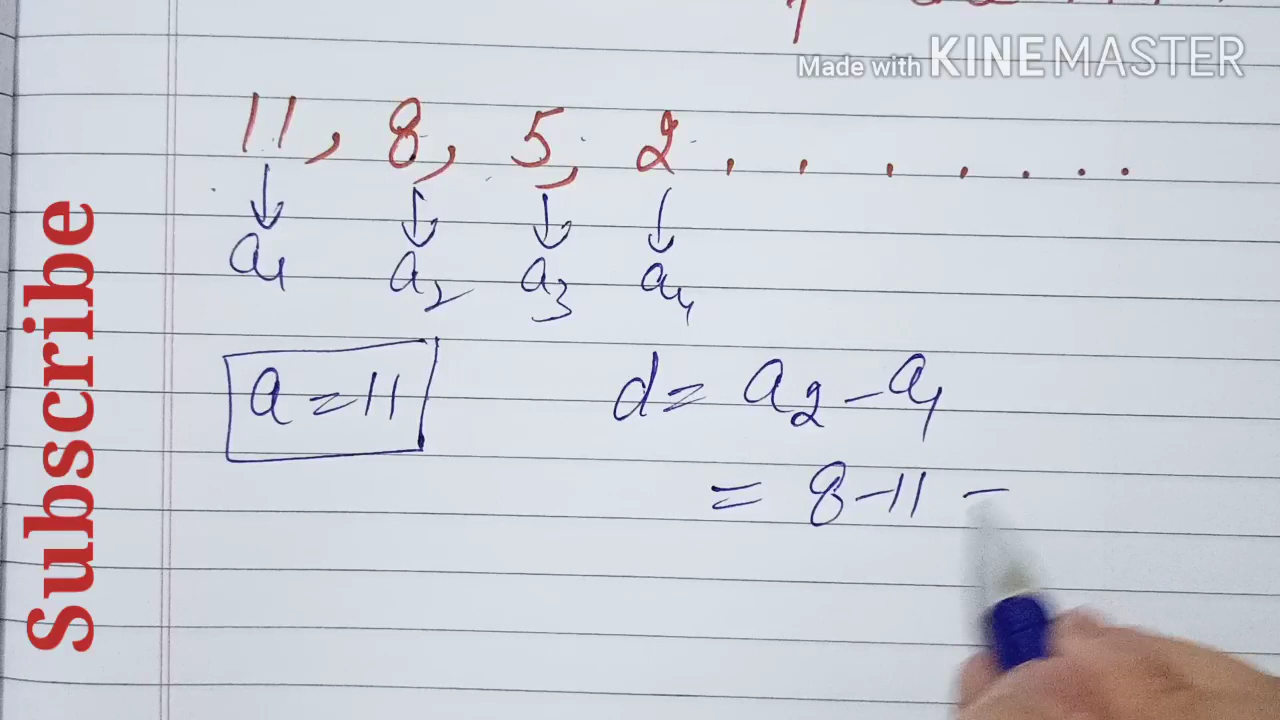 Made with KINEMASTER
11, 8, 5, 2 . . . . . . .
a1 a2 a3 a4
a = 11
d = a2 - a1
= 8 - 11 =
Subscribe